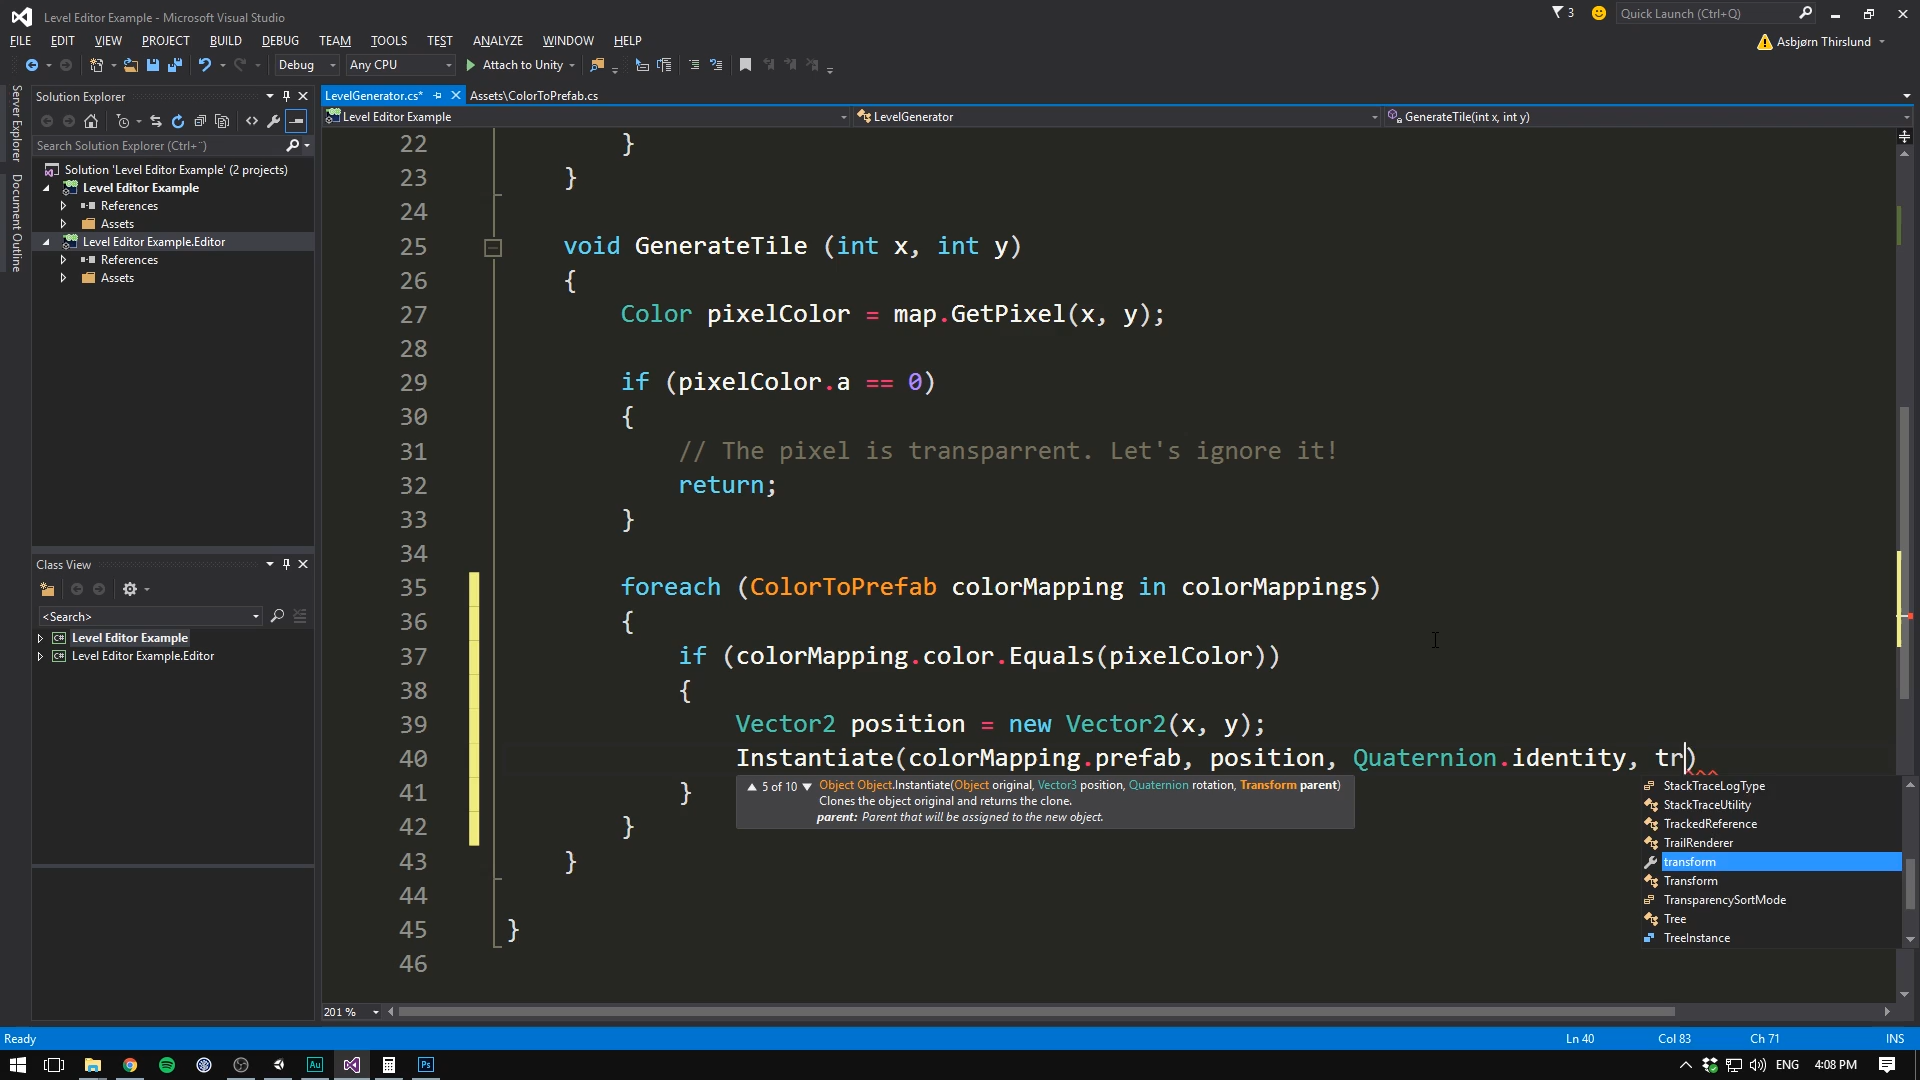 Level Editor Example - Microsoft Visual Studio
3
Quick Launch (Ctrl+Q)
FILE EDIT VIEW PROJECT BUILD DEBUG TEAM TOOLS TEST ANALYZE WINDOW HELP
Asbjørn Thirslund
Debug Any CPU Attach to Unity
Server Explorer
Document Outline
Solution Explorer
Search Solution Explorer (Ctrl+¨)
Solution 'Level Editor Example' (2 projects)
Level Editor Example
References
Assets
Level Editor Example.Editor
References
Assets
Class View
<Search>
Level Editor Example
Level Editor Example.Editor
LevelGenerator.cs* Assets\ColorToPrefab.cs
Level Editor Example LevelGenerator GenerateTile(int x, int y)
22 }
23 }
24
25 void GenerateTile (int x, int y)
26 {
27 Color pixelColor = map.GetPixel(x, y);
28
29 if (pixelColor.a == 0)
30 {
31 // The pixel is transparrent. Let's ignore it!
32 return;
33 }
34
35 foreach (ColorToPrefab colorMapping in colorMappings)
36 {
37 if (colorMapping.color.Equals(pixelColor))
38 {
39 Vector2 position = new Vector2(x, y);
40 Instantiate(colorMapping.prefab, position, Quaternion.identity, tr)
41 }
42 }
43 }
44
45 }
46
5 of 10 Object Object.Instantiate(Object original, Vector3 position, Quaternion rotation, Transform parent)
Clones the object original and returns the clone.
parent: Parent that will be assigned to the new object.
StackTraceLogType
StackTraceUtility
TrackedReference
TrailRenderer
transform
Transform
TransparencySortMode
Tree
TreeInstance
201 %
Ready Ln 40 Col 83 Ch 71 INS
Au Ps ENG 4:08 PM